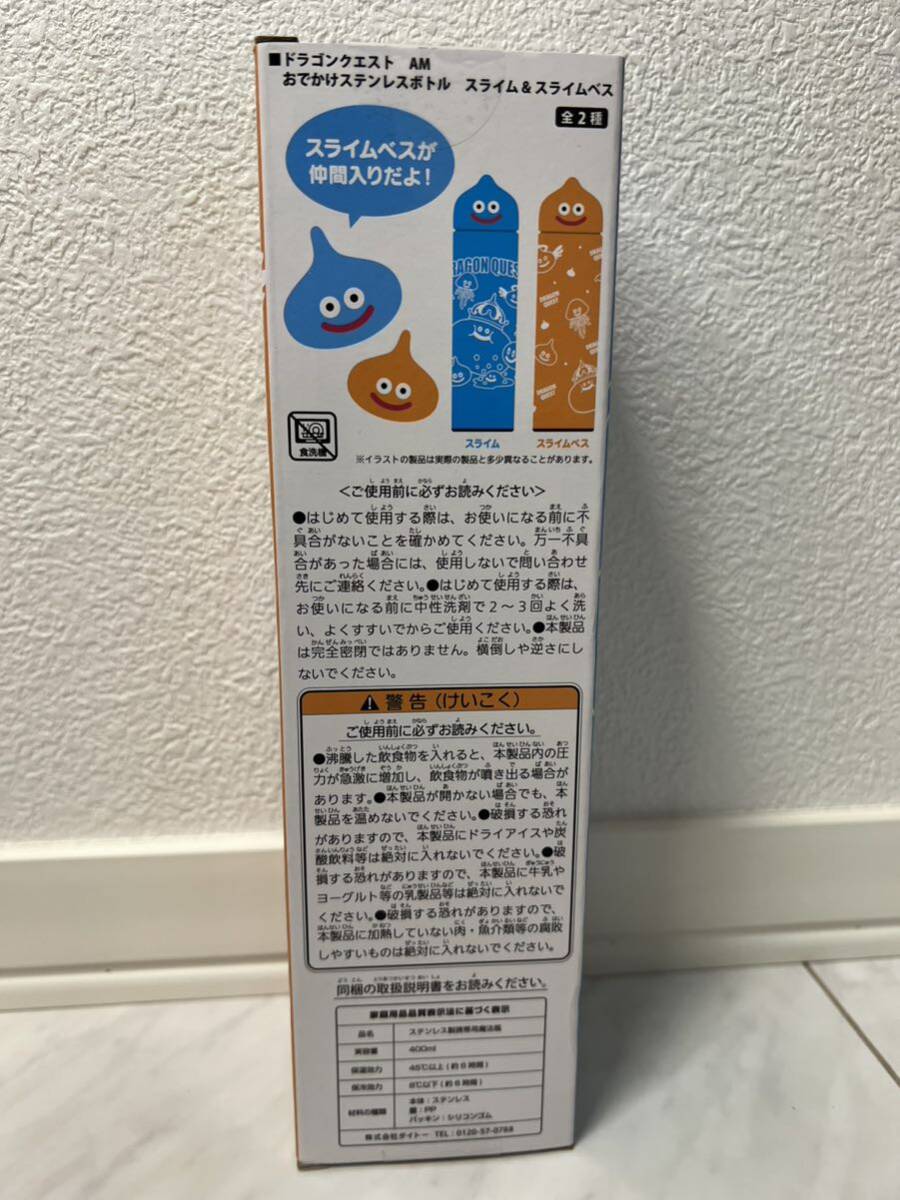 ■ドラゴンクエスト AM
おでかけステンレスボトル スライム&スライムベス
全2種
スライムベスが
仲間入りだよ!
DRAGON QUEST
DRAGON QUEST
スライム
スライムベス
食洗機
※イラストの製品は実際の製品と多少異なることがあります。
<ご使用前に必ずお読みください>
●はじめて使用する際は、お使いになる前に不
具合がないことを確かめてください。万一不具
合があった場合には、使用しないで問い合わせ
先にご連絡ください。●はじめて使用する際は、
お使いになる前に中性洗剤で2～3回よく洗
い、よくすすいでからご使用ください。●本製品
は完全密閉ではありません。横倒しや逆さにし
ないでください。
警告(けいこく)
ご使用前に必ずお読みください。
●沸騰した飲食物を入れると、本製品内の圧
力が急激に増加し、飲食物が噴き出る場合が
あります。●本製品が開かない場合でも、本
製品を温めないでください。●破損する恐れ
がありますので、本製品にドライアイスや炭
酸飲料等は絶対に入れないでください。●破
損する恐れがありますので、本製品に牛乳や
ヨーグルト等の乳製品等は絶対に入れないで
ください。●破損する恐れがありますので、
本製品に加熱していない肉・魚介類等の腐敗
しやすいものは絶対に入れないでください。
同梱の取扱説明書をお読みください。
家庭用品品質表示法に基づく表示
品名 ステンレス製携帯用魔法瓶
実容量 400ml
保温効力 45℃以上(約6時間)
保冷効力 8℃以下(約6時間)
材料の種類 本体:ステンレス
蓋:PP
パッキン:シリコンゴム
株式会社タイトー TEL:0120-57-0788